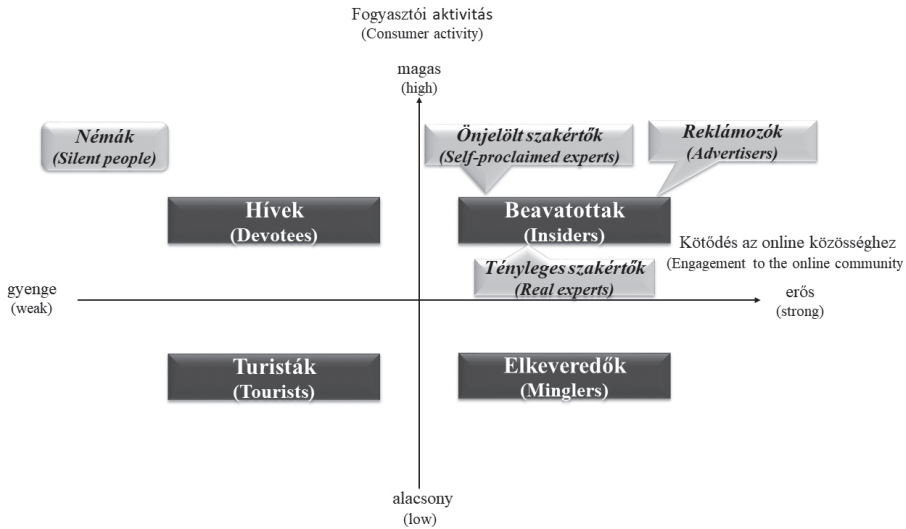 Fogyasztói aktivitás
(Consumer activity)
magas
(high)
Némák
(Silent people)
Önjelölt szakértők
(Self-proclaimed experts)
Reklámozók
(Advertisers)
Hívek
(Devotees)
Beavatottak
(Insiders)
Kötődés az online közösséghez
(Engagement to the online community
Tényleges szakértők
(Real experts)
gyenge
(weak)
erős
(strong)
Turisták
(Tourists)
Elkeveredők
(Minglers)
alacsony
(low)